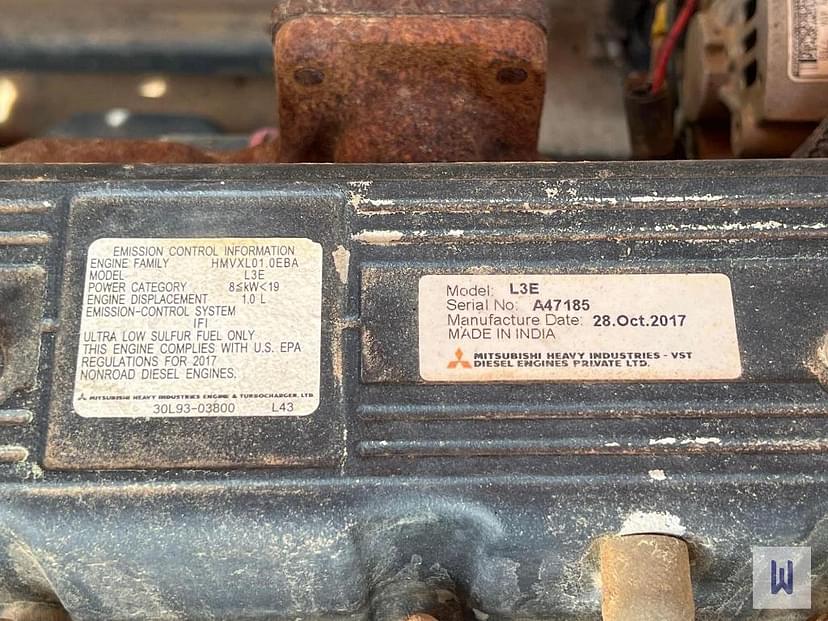 EMISSION CONTROL INFORMATION
ENGINE FAMILY HMVXL01.0EBA
MODEL L3E
POWER CATEGORY 8≤kW<19
ENGINE DISPLACEMENT 1.0 L
EMISSION-CONTROL SYSTEM
IFI
ULTRA LOW SULFUR FUEL ONLY
THIS ENGINE COMPLIES WITH U.S. EPA
REGULATIONS FOR 2017
NONROAD DIESEL ENGINES.
MITSUBISHI HEAVY INDUSTRIES ENGINE & TURBOCHARGER, LTD.
30L93-03800 L43
Model: L3E
Serial No: A47185
Manufacture Date: 28.Oct.2017
MADE IN INDIA
MITSUBISHI HEAVY INDUSTRIES - VST
DIESEL ENGINES PRIVATE LTD.
W